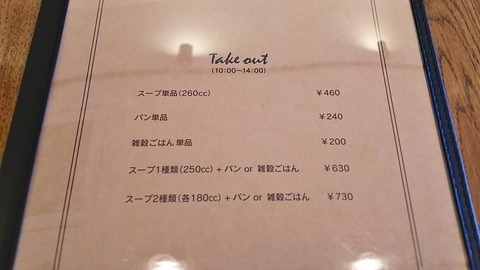 Take out
(10:00~14:00)
スープ単品(260cc) ¥460
パン単品 ¥240
雑穀ごはん単品 ¥200
スープ1種類(250cc)+パン or 雑穀ごはん ¥630
スープ2種類(各180cc)+パン or 雑穀ごはん ¥730